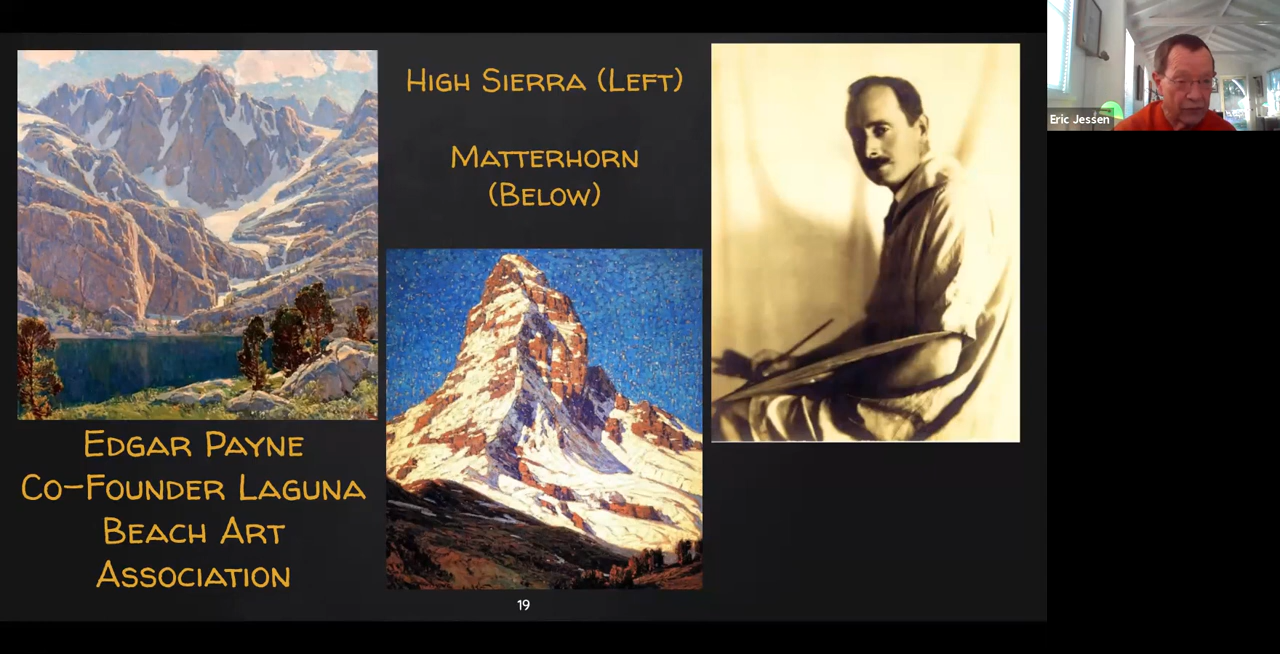 High Sierra (Left)
Matterhorn
(Below)
Edgar Payne
Co-Founder Laguna
Beach Art
Association
19
Eric Jessen